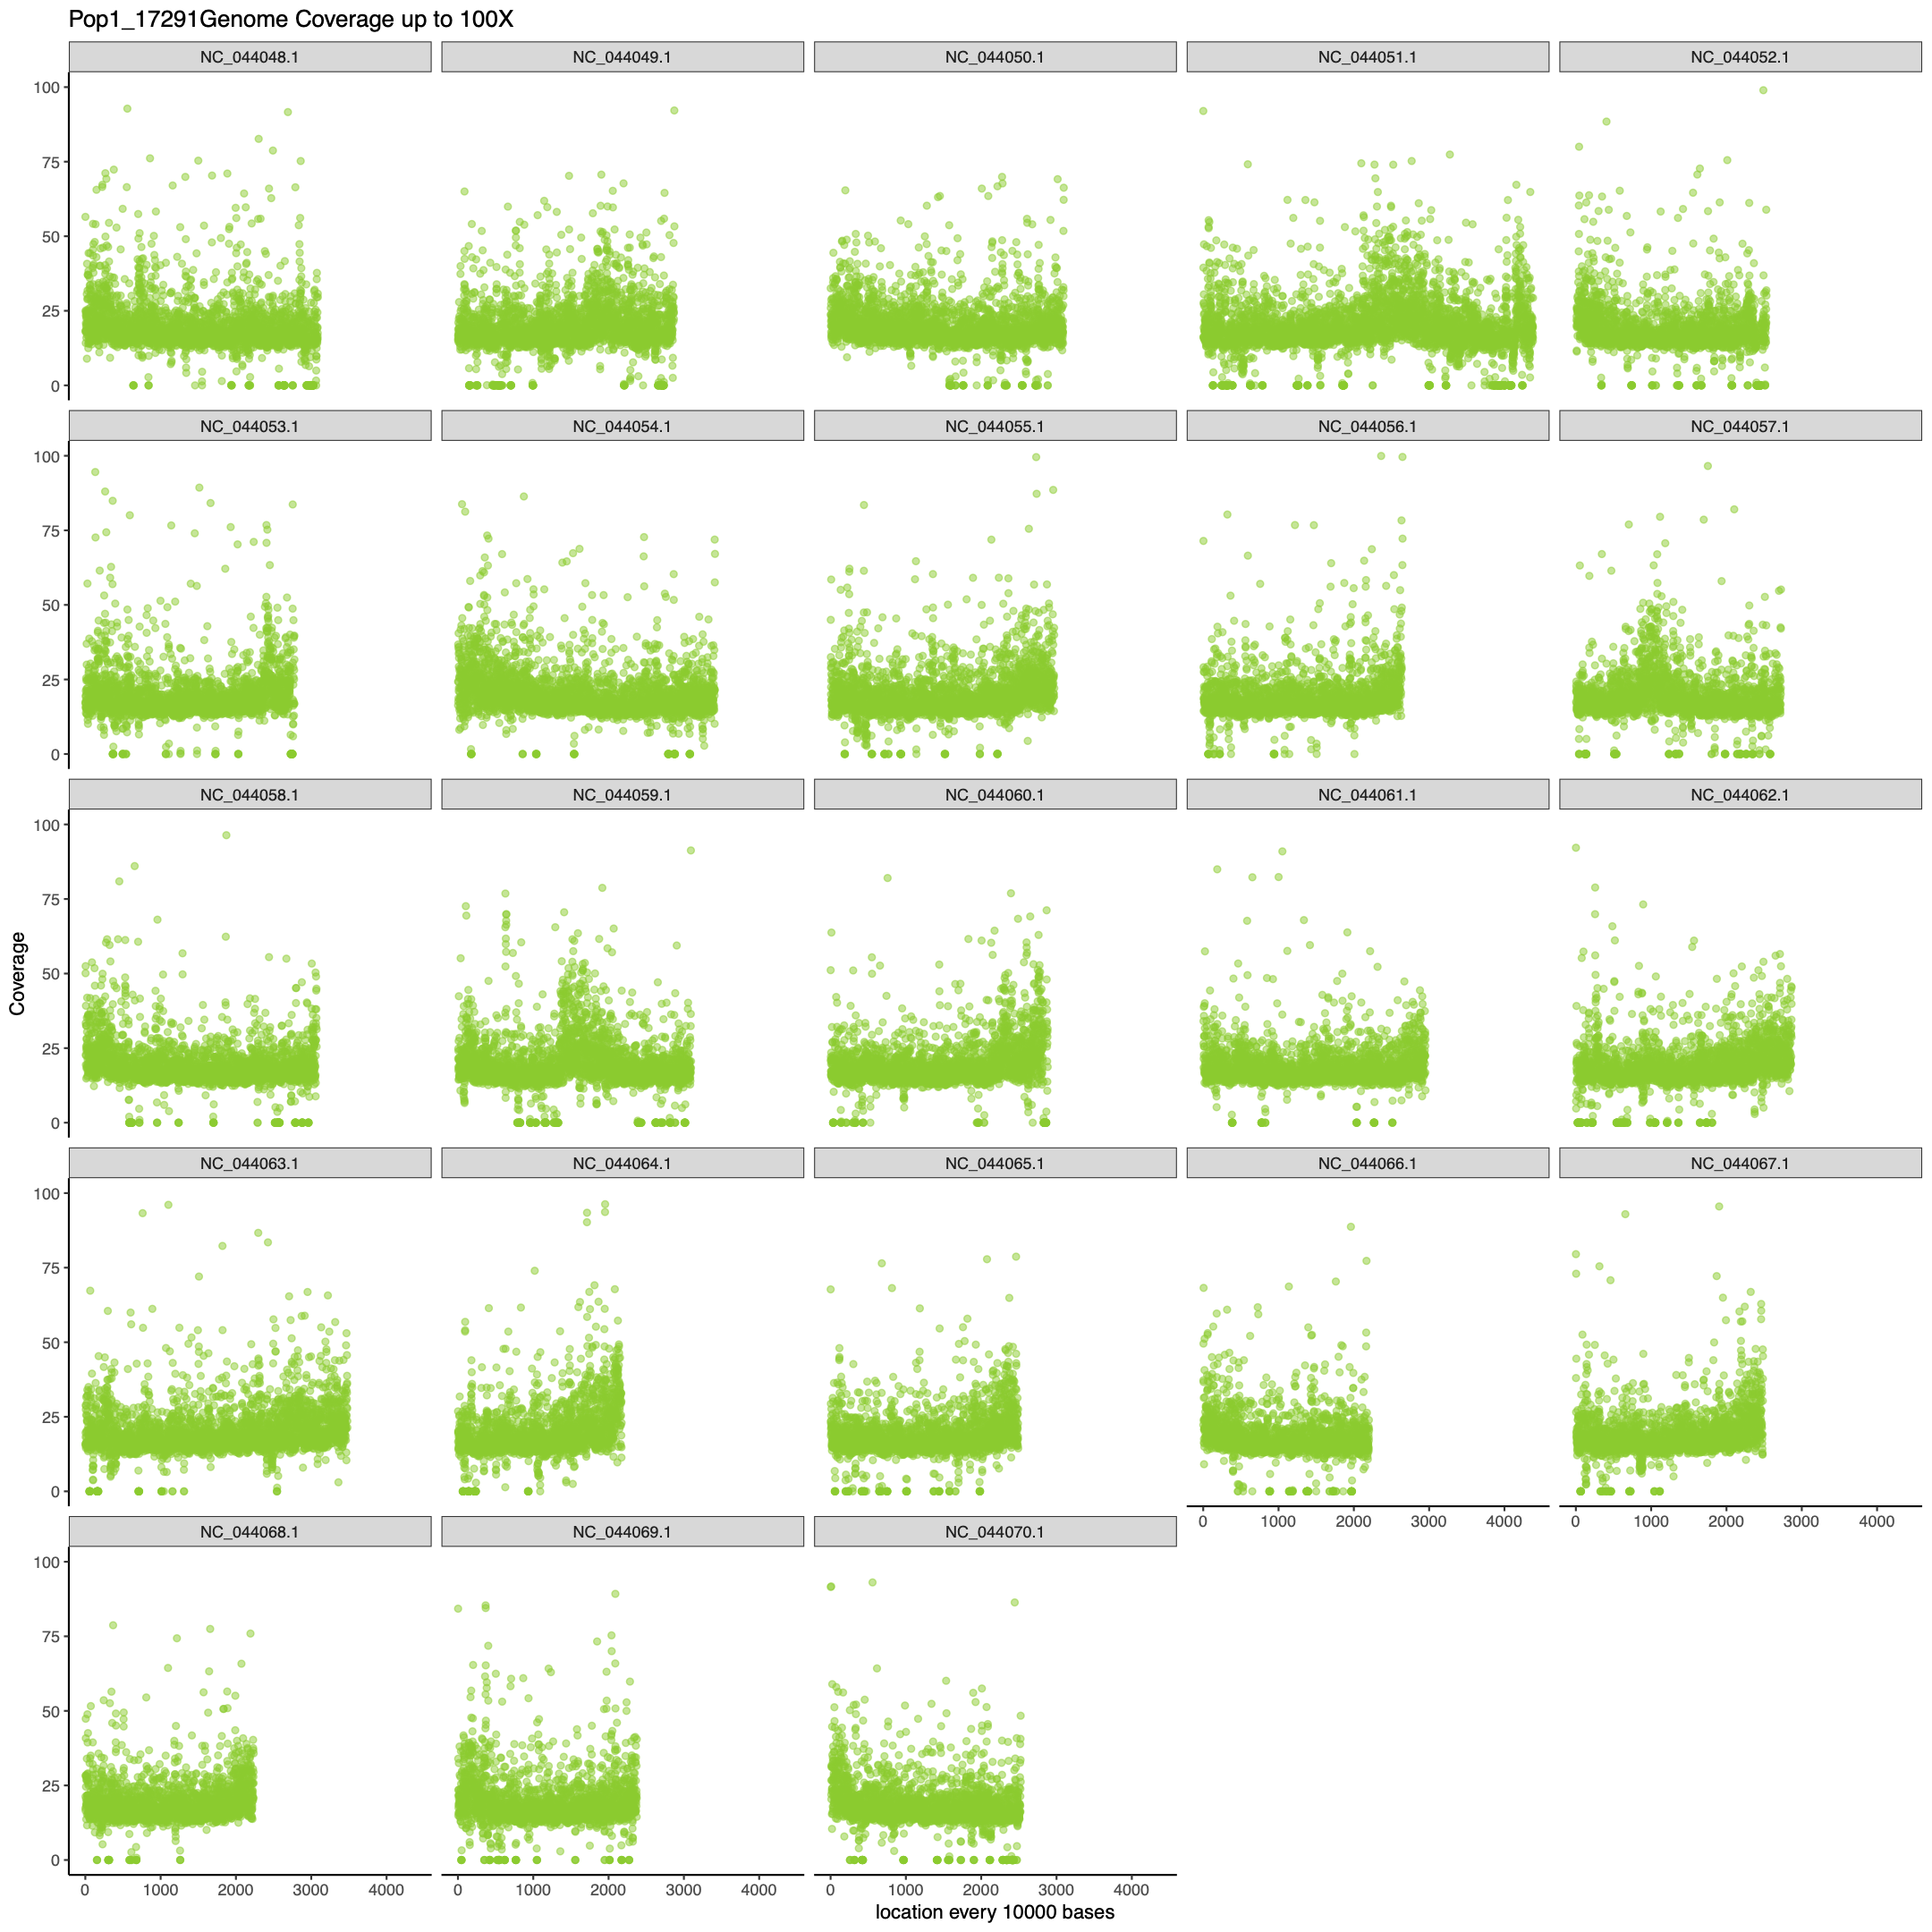 Pop1_17291Genome Coverage up to 100X
NC_044048.1 NC_044049.1 NC_044050.1 NC_044051.1 NC_044052.1
100
75
50
25
0
NC_044053.1 NC_044054.1 NC_044055.1 NC_044056.1 NC_044057.1
100
75
50
25
0
NC_044058.1 NC_044059.1 NC_044060.1 NC_044061.1 NC_044062.1
100
75
50
25
0
Coverage
NC_044063.1 NC_044064.1 NC_044065.1 NC_044066.1 NC_044067.1
100
75
50
25
0
0 1000 2000 3000 4000 0 1000 2000 3000 4000
NC_044068.1 NC_044069.1 NC_044070.1
100
75
50
25
0
0 1000 2000 3000 4000 0 1000 2000 3000 4000 0 1000 2000 3000 4000
location every 10000 bases